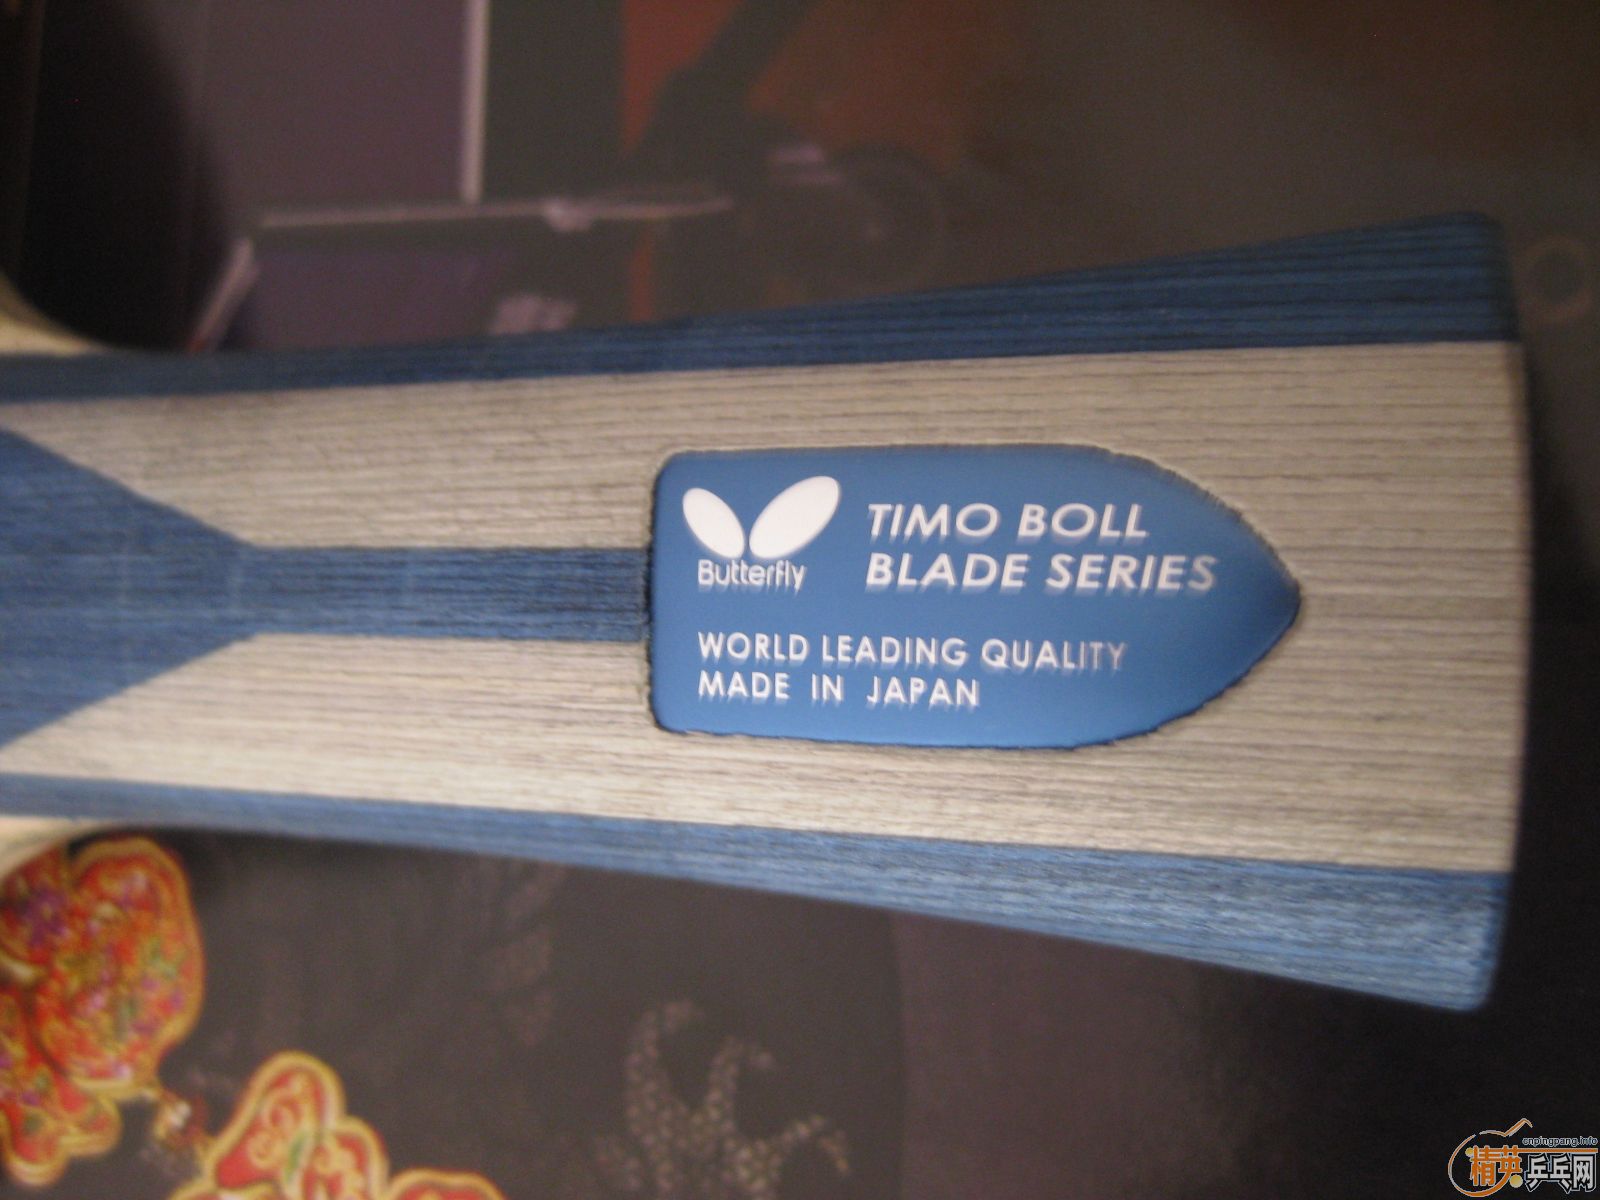 Butterfly
TIMO BOLL
BLADE SERIES
WORLD LEADING QUALITY
MADE IN JAPAN
cnpingpang.info
精英乒乓网